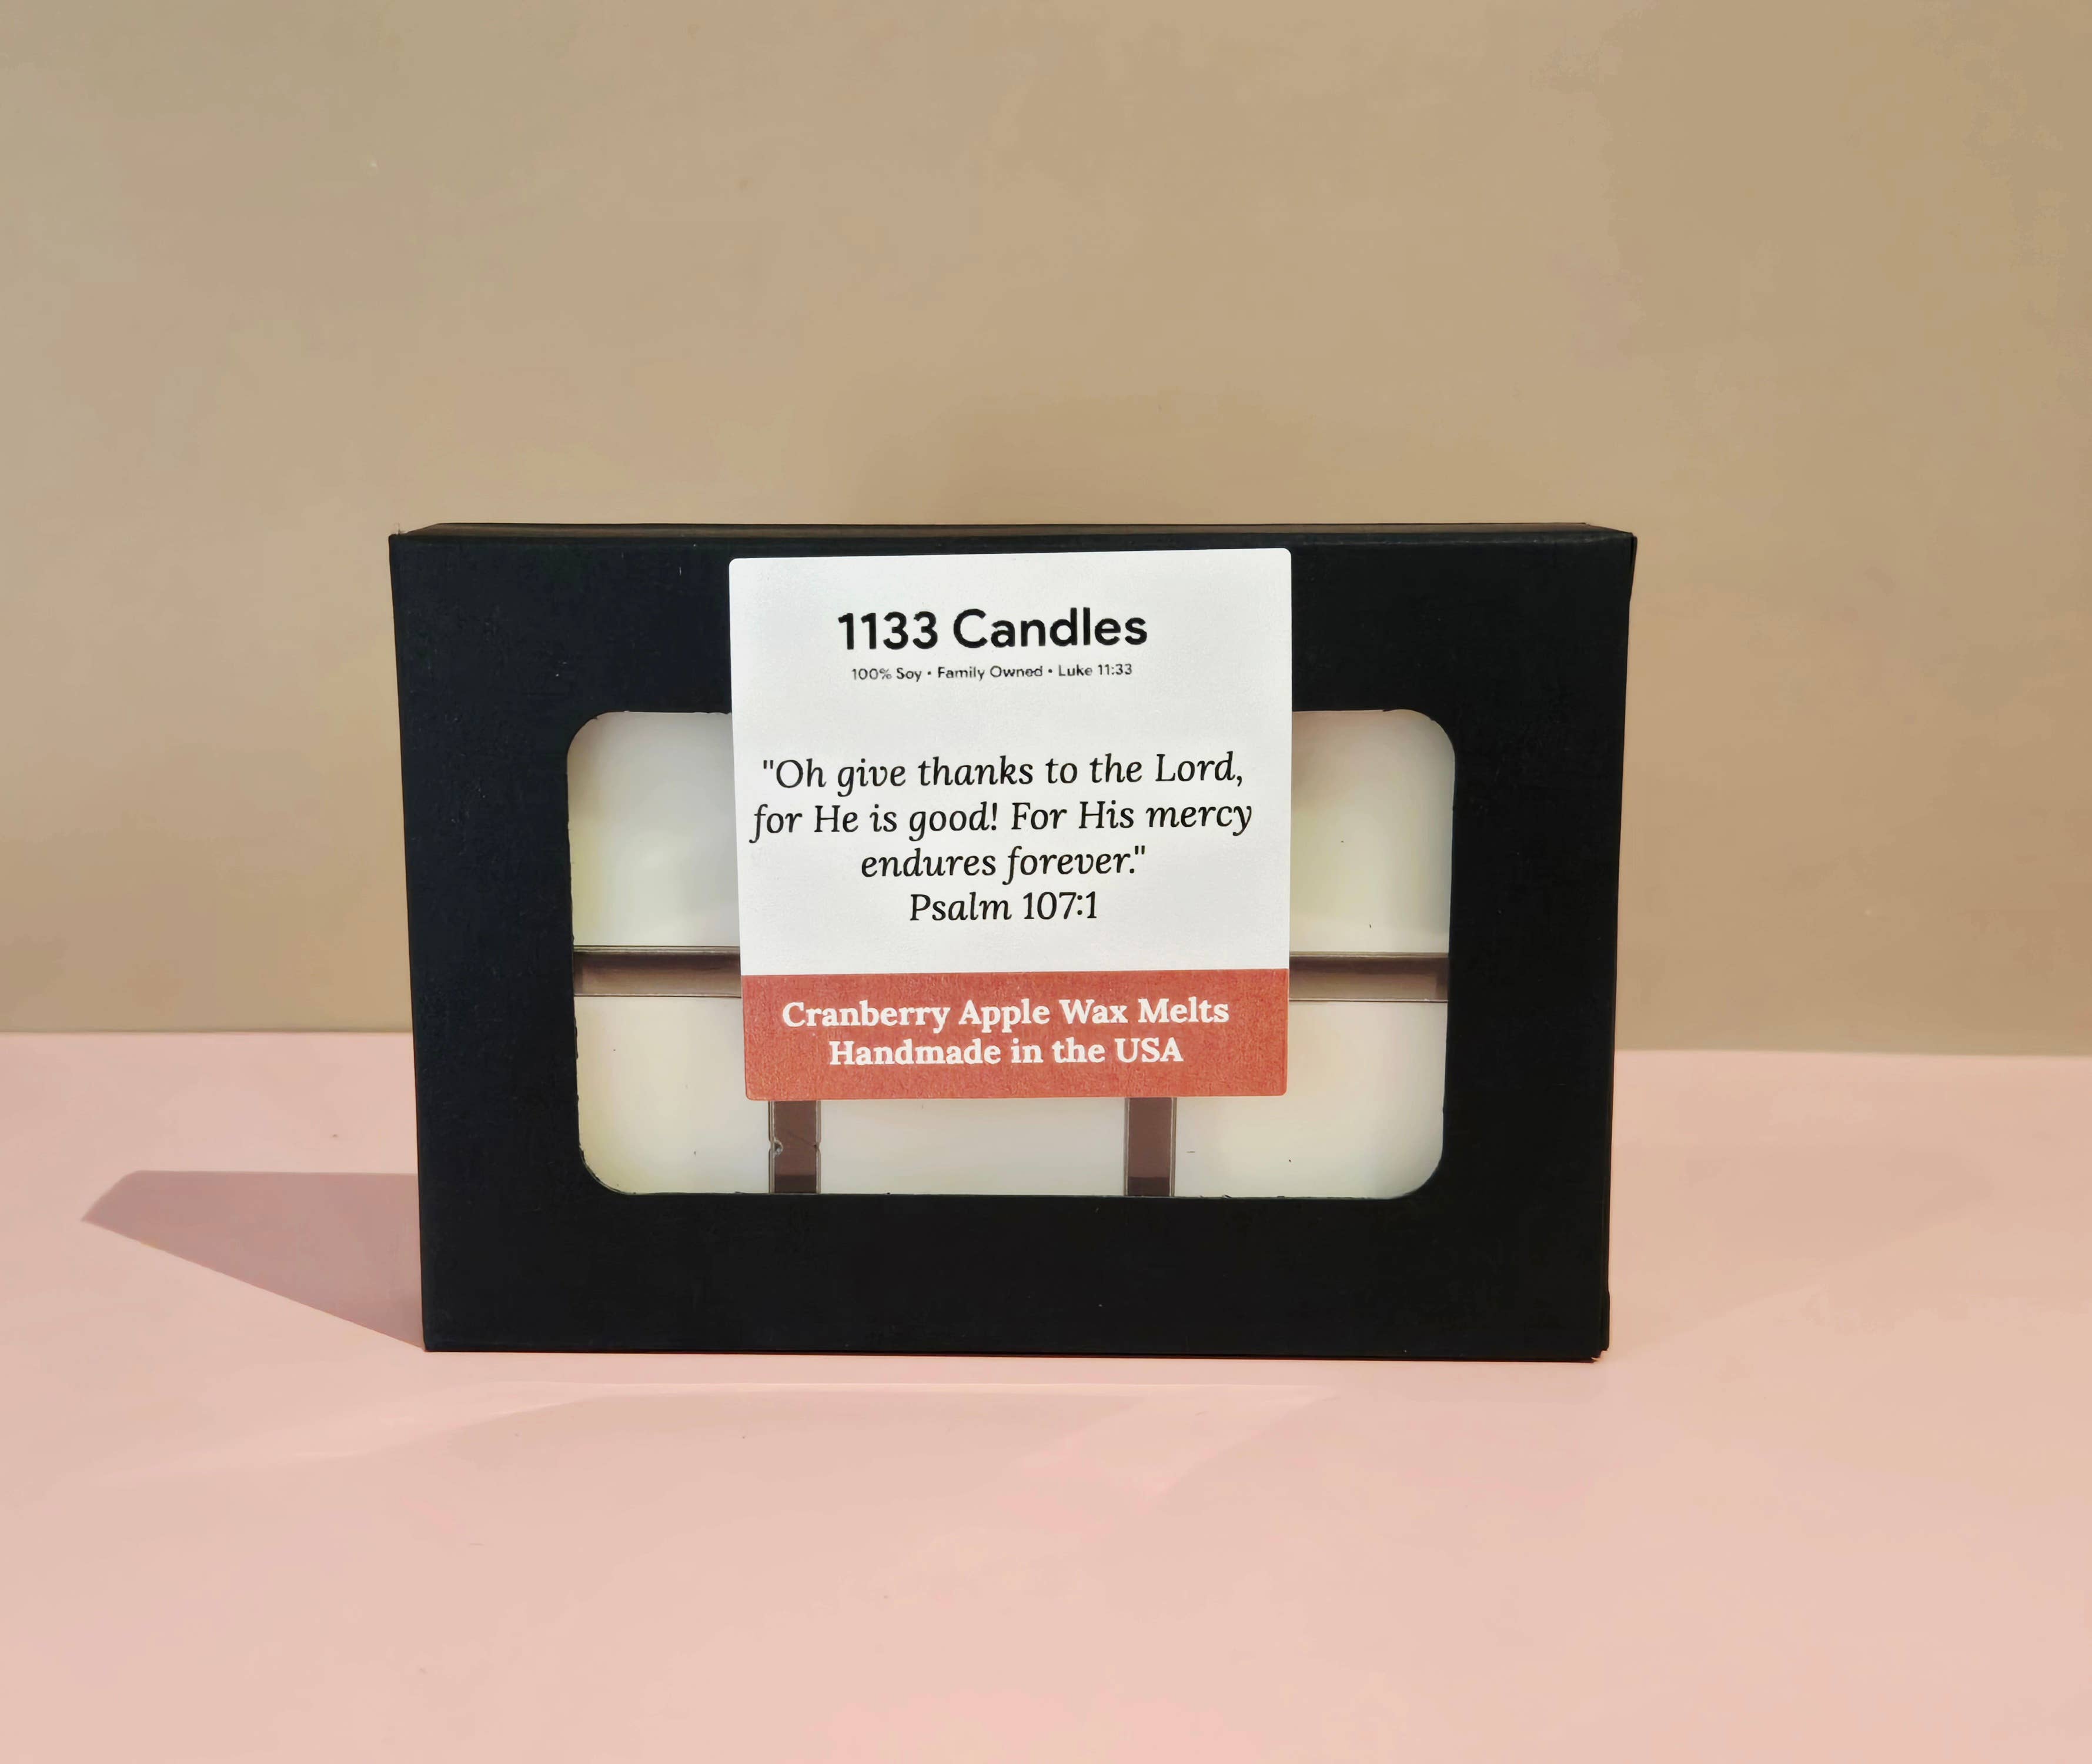 1133 Candles
100% Soy • Family Owned • Luke 11:33
"Oh give thanks to the Lord,
for He is good! For His mercy
endures forever."
Psalm 107:1
Cranberry Apple Wax Melts
Handmade in the USA